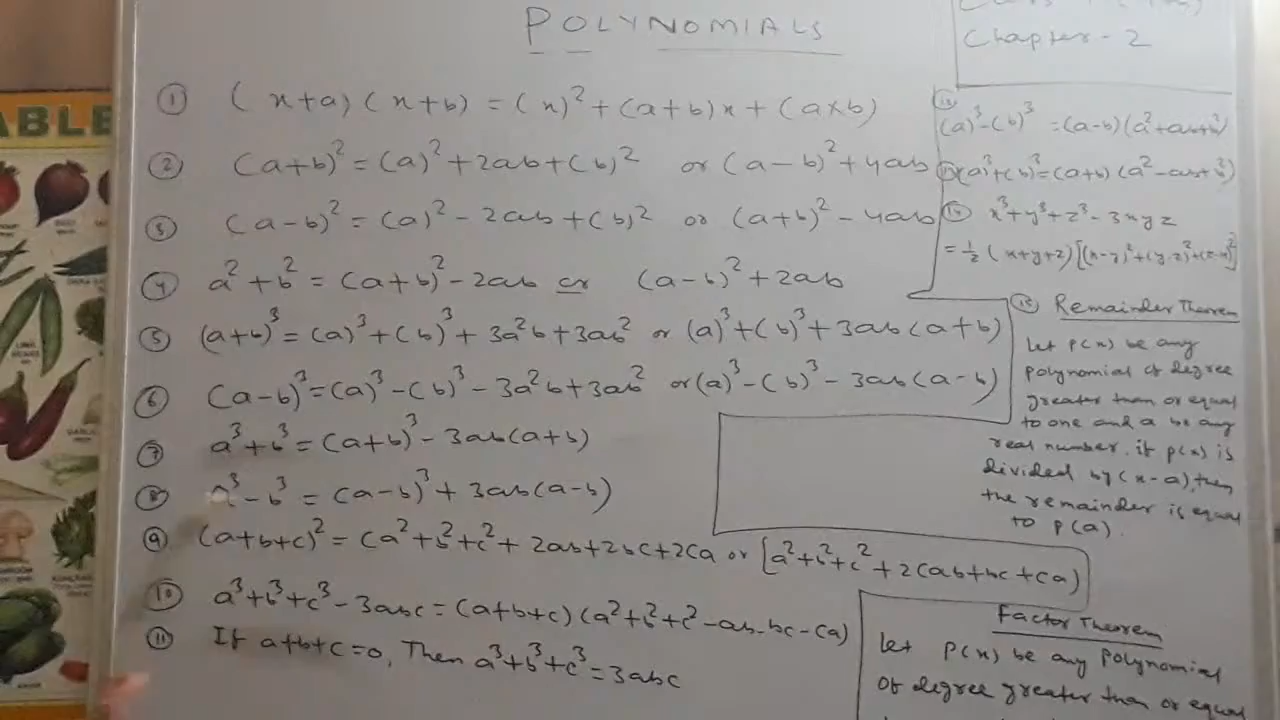 POLYNOMIALS
Chapter - 2
① (x+a)(x+b) = (x)² + (a+b)x + (a×b)
② (a+b)² = (a)² + 2ab + (b)² or (a-b)² + 4ab
③ (a-b)² = (a)² - 2ab + (b)² or (a+b)² - 4ab
④ a² + b² = (a+b)² - 2ab or (a-b)² + 2ab
⑤ (a+b)³ = (a)³ + (b)³ + 3a²b + 3ab² or (a)³ + (b)³ + 3ab(a+b)
⑥ (a-b)³ = (a)³ - (b)³ - 3a²b + 3ab² or (a)³ - (b)³ - 3ab(a-b)
⑦ a³ + b³ = (a+b)³ - 3ab(a+b)
⑧ a³ - b³ = (a-b)³ + 3ab(a-b)
⑨ (a+b+c)² = (a² + b² + c² + 2ab + 2bc + 2ca or [a² + b² + c² + 2(ab+bc+ca)
⑩ a³ + b³ + c³ - 3abc = (a+b+c)(a² + b² + c² - ab - bc - ca)
⑪ If a+b+c = 0, Then a³ + b³ + c³ = 3abc
(a)³ - (b)³ = (a-b)(a² + ab + b²)
(a³ + (b)³ = (a+b)(a² - ab + b²)
x³ + y³ + z³ - 3xyz
= ½ (x+y+z)[(x-y)² + (y-z)² + (z-x)²]
Remainder Theorem
Let p(x) be any
polynomial of degree
greater than or equal
to one and a be any
real number. if p(x) is
divided by (x-a), then
the remainder is equal
to p(a).
Factor Theorem
Let p(x) be any polynomial
of degree greater than or equal
ABLE